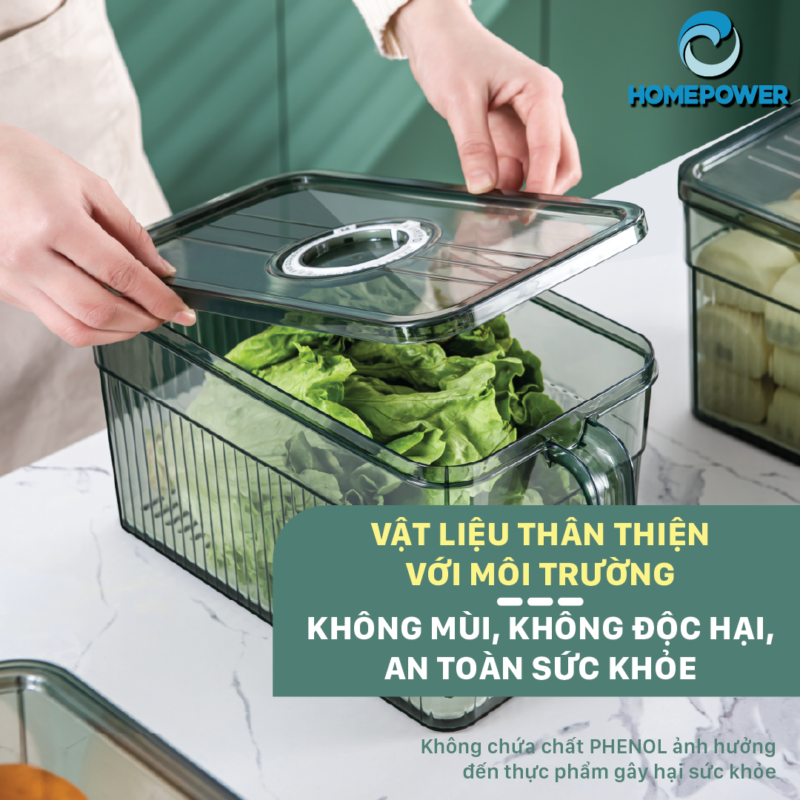 HOMEPOWER
VẬT LIỆU THÂN THIỆN
VỚI MÔI TRƯỜNG
KHÔNG MÙI, KHÔNG ĐỘC HẠI,
AN TOÀN SỨC KHỎE
Không chứa chất PHENOL ảnh hưởng
đến thực phẩm gây hại sức khỏe